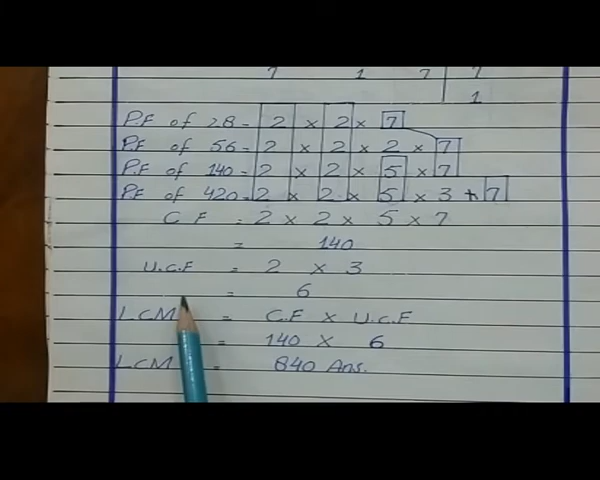 7 1 7 7
1
P.F of 28 = 2 × 2 × 7
P.F of 56 = 2 × 2 × 2 × 7
P.F of 140 = 2 × 2 × 5 × 7
P.F of 420 = 2 × 2 × 5 × 3 × 7
C F = 2 × 2 × 5 × 7
= 140
U.C.F = 2 × 3
= 6
LCM = C.F × U.C.F
= 140 × 6
LCM = 840 Ans.